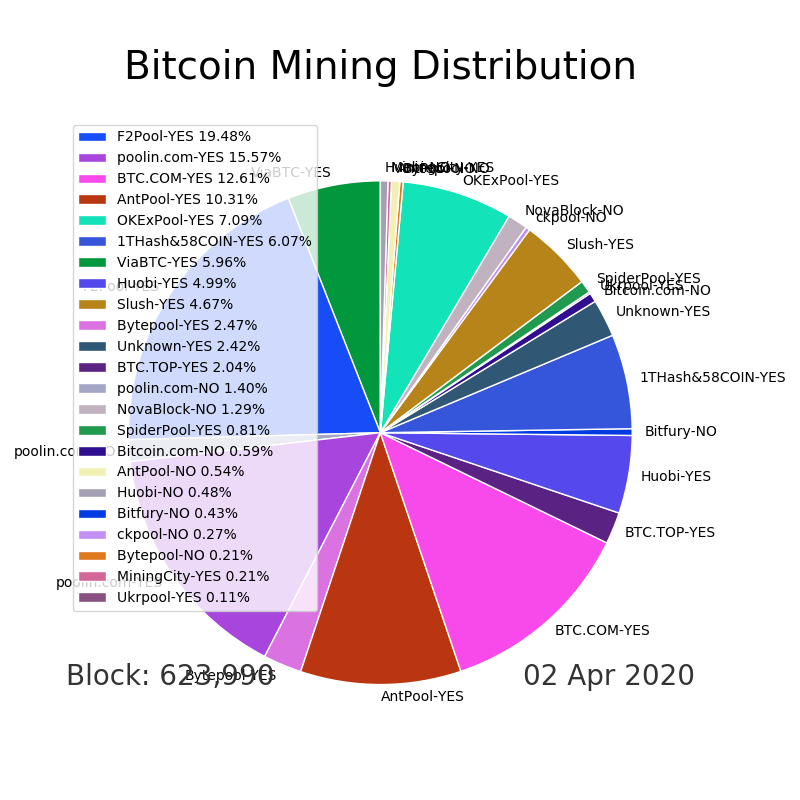 Bitcoin Mining Distribution
F2Pool-YES 19.48%
poolin.com-YES 15.57%
BTC.COM-YES 12.61%
AntPool-YES 10.31%
OKExPool-YES 7.09%
1THash&58COIN-YES 6.07%
ViaBTC-YES 5.96%
Huobi-YES 4.99%
Slush-YES 4.67%
Bytepool-YES 2.47%
Unknown-YES 2.42%
BTC.TOP-YES 2.04%
poolin.com-NO 1.40%
NovaBlock-NO 1.29%
SpiderPool-YES 0.81%
Bitcoin.com-NO 0.59%
AntPool-NO 0.54%
Huobi-NO 0.48%
Bitfury-NO 0.43%
ckpool-NO 0.27%
Bytepool-NO 0.21%
MiningCity-YES 0.21%
Ukrpool-YES 0.11%
ViaBTC-YES
OKExPool-YES
NovaBlock-NO
ckpool-NO
Slush-YES
SpiderPool-YES
Ukrpool-YES
Bitcoin.com-NO
Unknown-YES
1THash&58COIN-YES
Bitfury-NO
Huobi-YES
BTC.TOP-YES
BTC.COM-YES
AntPool-YES
Bytepool-YES
poolin.com-YES
Block: 623,990
02 Apr 2020